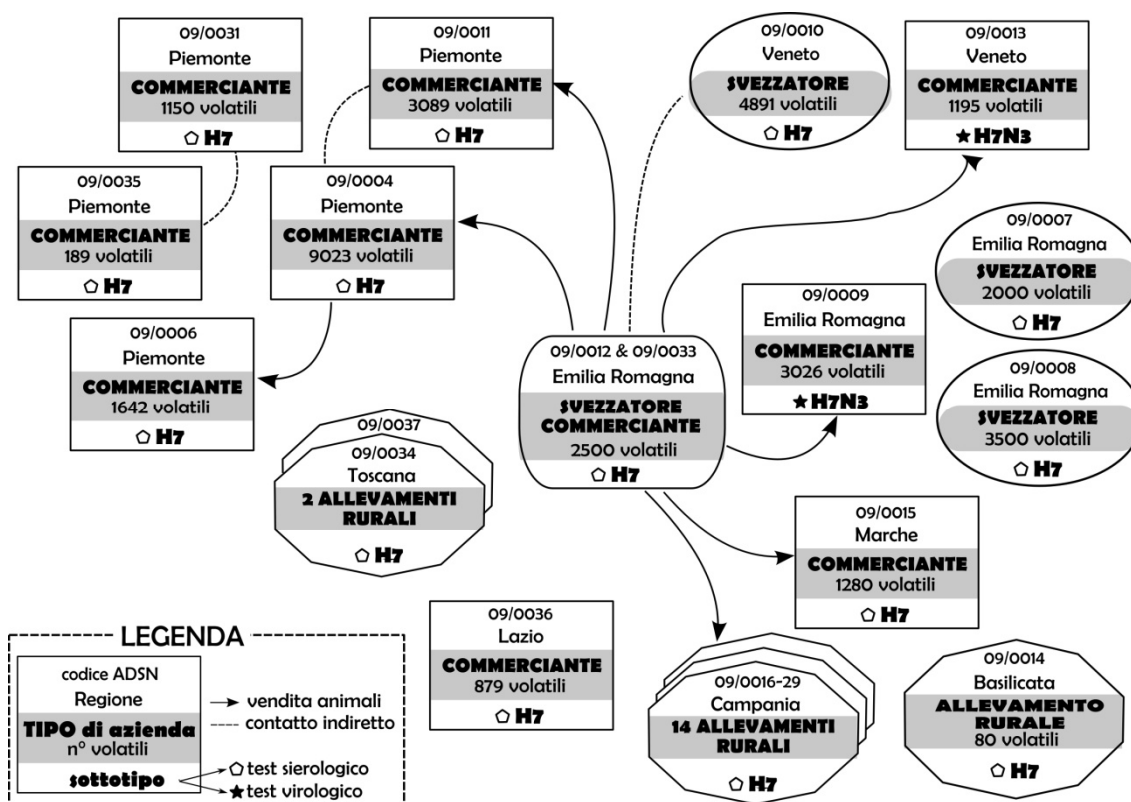 09/0031
Piemonte
COMMERCIANTE
1150 volatili
H7
09/0011
Piemonte
COMMERCIANTE
3089 volatili
H7
09/0010
Veneto
SVEZZATORE
4891 volatili
H7
09/0013
Veneto
COMMERCIANTE
1195 volatili
H7N3
09/0035
Piemonte
COMMERCIANTE
189 volatili
H7
09/0004
Piemonte
COMMERCIANTE
9023 volatili
H7
09/0007
Emilia Romagna
SVEZZATORE
2000 volatili
H7
09/0009
Emilia Romagna
COMMERCIANTE
3026 volatili
H7N3
09/0006
Piemonte
COMMERCIANTE
1642 volatili
H7
09/0012 & 09/0033
Emilia Romagna
SVEZZATORE
COMMERCIANTE
2500 volatili
H7
09/0008
Emilia Romagna
SVEZZATORE
3500 volatili
H7
09/0037
09/0034
Toscana
2 ALLEVAMENTI
RURALI
H7
09/0015
Marche
COMMERCIANTE
1280 volatili
H7
09/0036
Lazio
COMMERCIANTE
879 volatili
H7
09/0016-29
Campania
14 ALLEVAMENTI
RURALI
H7
09/0014
Basilicata
ALLEVAMENTO
RURALE
80 volatili
H7
LEGENDA
codice ADSN
Regione
TIPO di azienda
n° volatili
sottotipo
vendita animali
contatto indiretto
test sierologico
test virologico